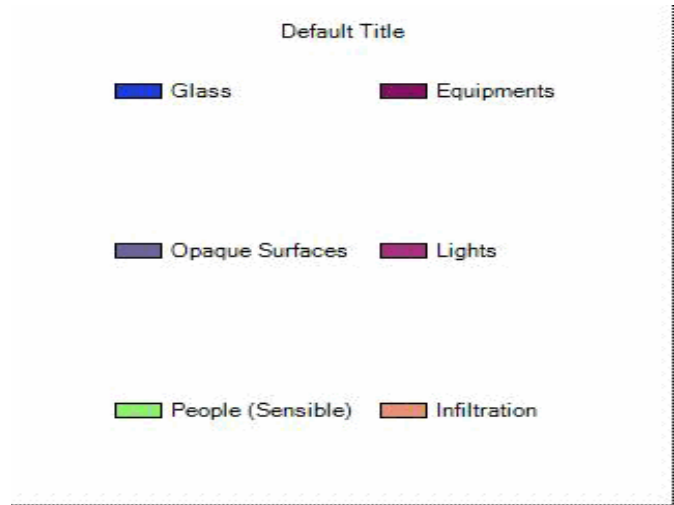 Default Title
Glass Equipments
Opaque Surfaces Lights
People (Sensible) Infiltration